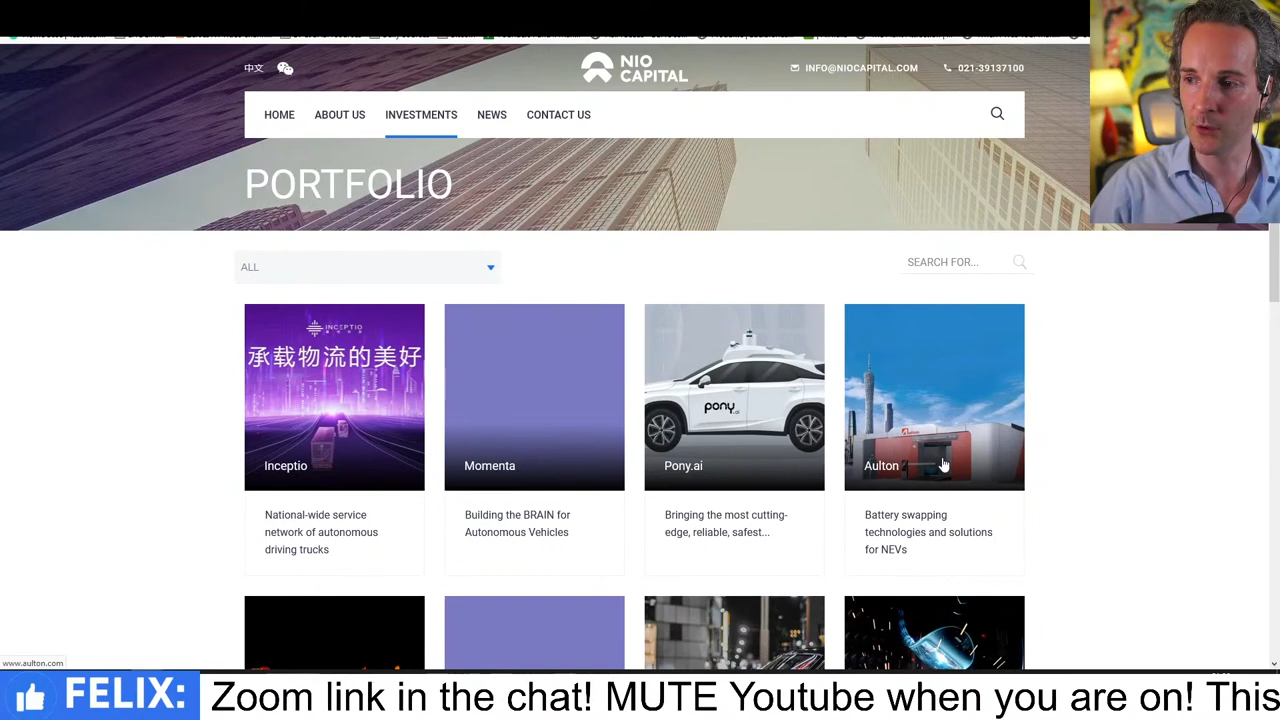 中文
NIO
CAPITAL
INFO@NIOCAPITAL.COM
021-39137100
HOME
ABOUT US
INVESTMENTS
NEWS
CONTACT US
PORTFOLIO
ALL
SEARCH FOR...
INCEPTIO
承载物流的美好
pony.ai
Inceptio
Momenta
Pony.ai
Aulton
National-wide service
network of autonomous
driving trucks
Building the BRAIN for
Autonomous Vehicles
Bringing the most cutting-
edge, reliable, safest...
Battery swapping
technologies and solutions
for NEVs
www.aulton.com
FELIX:
Zoom link in the chat! MUTE Youtube when you are on! This